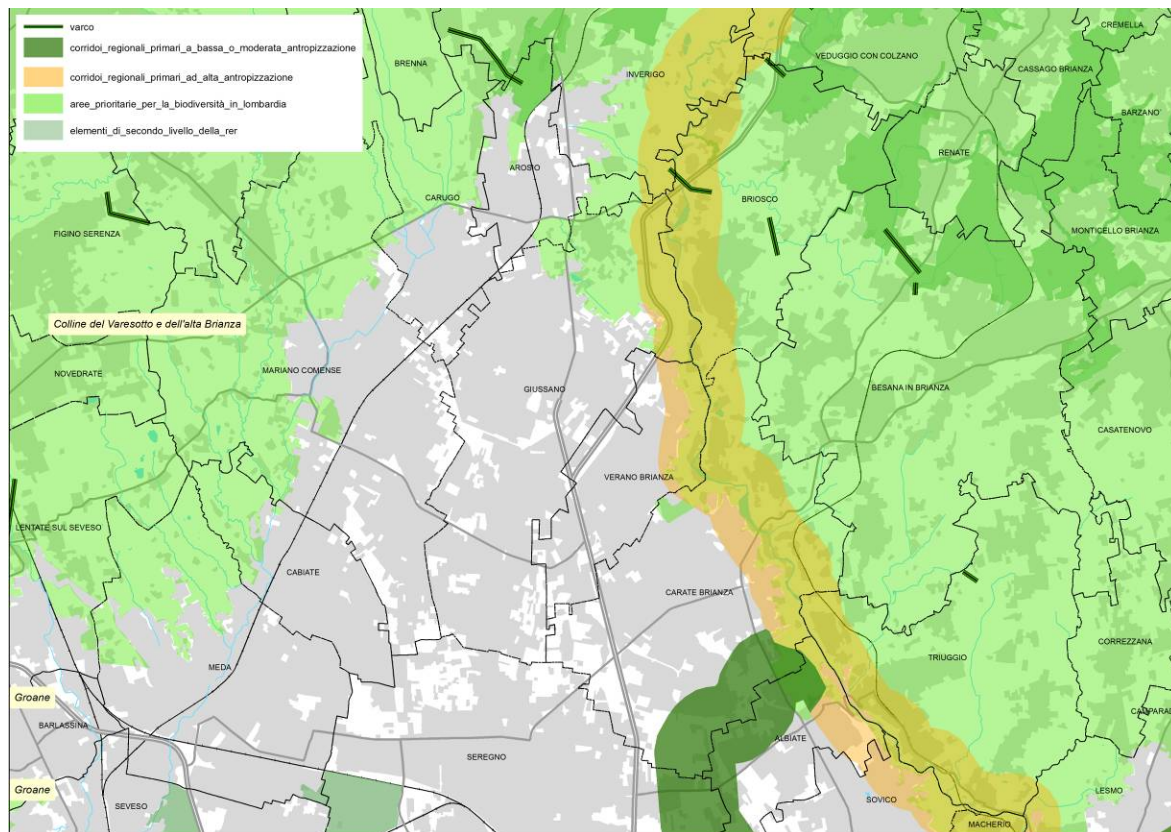 varco
corridoi_regionali_primari_a_bassa_o_moderata_antropizzazione
corridoi_regionali_primari_ad_alta_antropizzazione
aree_prioritarie_per_la_biodiversità_in_lombardia
elementi_di_secondo_livello_della_rer
CREMELLA
VEDUGGIO CON COLZANO
BRENNA
INVERIGO
CASSAGO BRIANZA
BARZANO'
RENATE
AROSIO
CARUGO
BRIOSCO
FIGINO SERENZA
MONTICELLO BRIANZA
Colline del Varesotto e dell'alta Brianza
NOVEDRATE
MARIANO COMENSE
GIUSSANO
BESANA IN BRIANZA
CASATENOVO
VERANO BRIANZA
LENTATE SUL SEVESO
CABIATE
CARATE BRIANZA
CORREZZANA
TRIUGGIO
MEDA
Groane
BARLASSINA
ALBIATE
SEREGNO
Groane
SEVESO
SOVICO
LESMO
MACHERIO